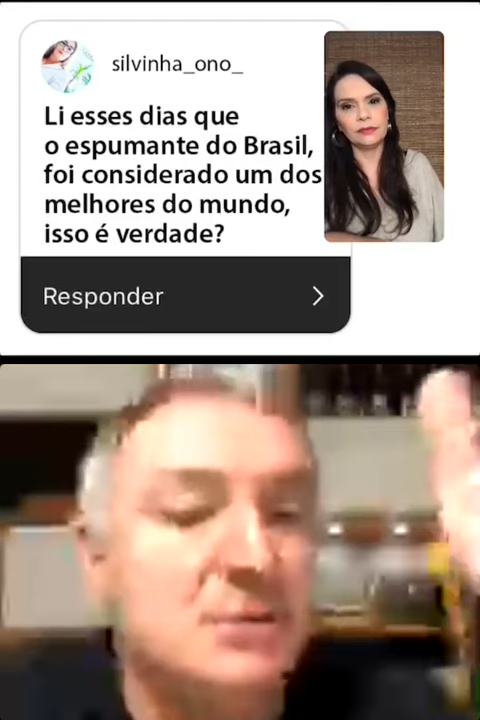 silvinha_ono_
Li esses dias que
o espumante do Brasil,
foi considerado um dos
melhores do mundo,
isso é verdade?
Responder